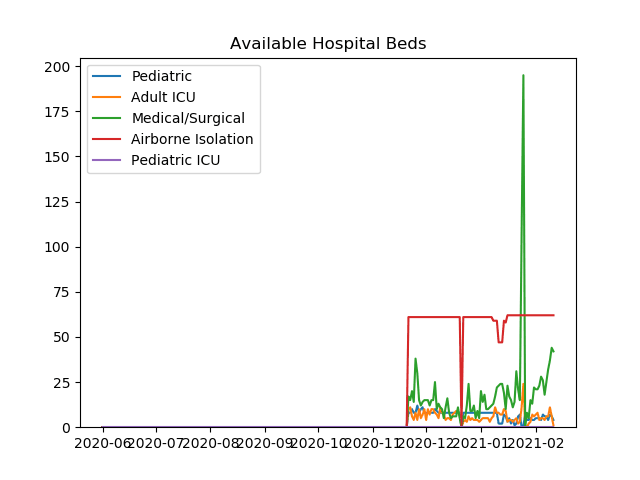 Available Hospital Beds
200
175
150
125
100
75
50
25
0
Pediatric
Adult ICU
Medical/Surgical
Airborne Isolation
Pediatric ICU
2020-06 2020-07 2020-08 2020-09 2020-10 2020-11 2020-12 2021-01 2021-02